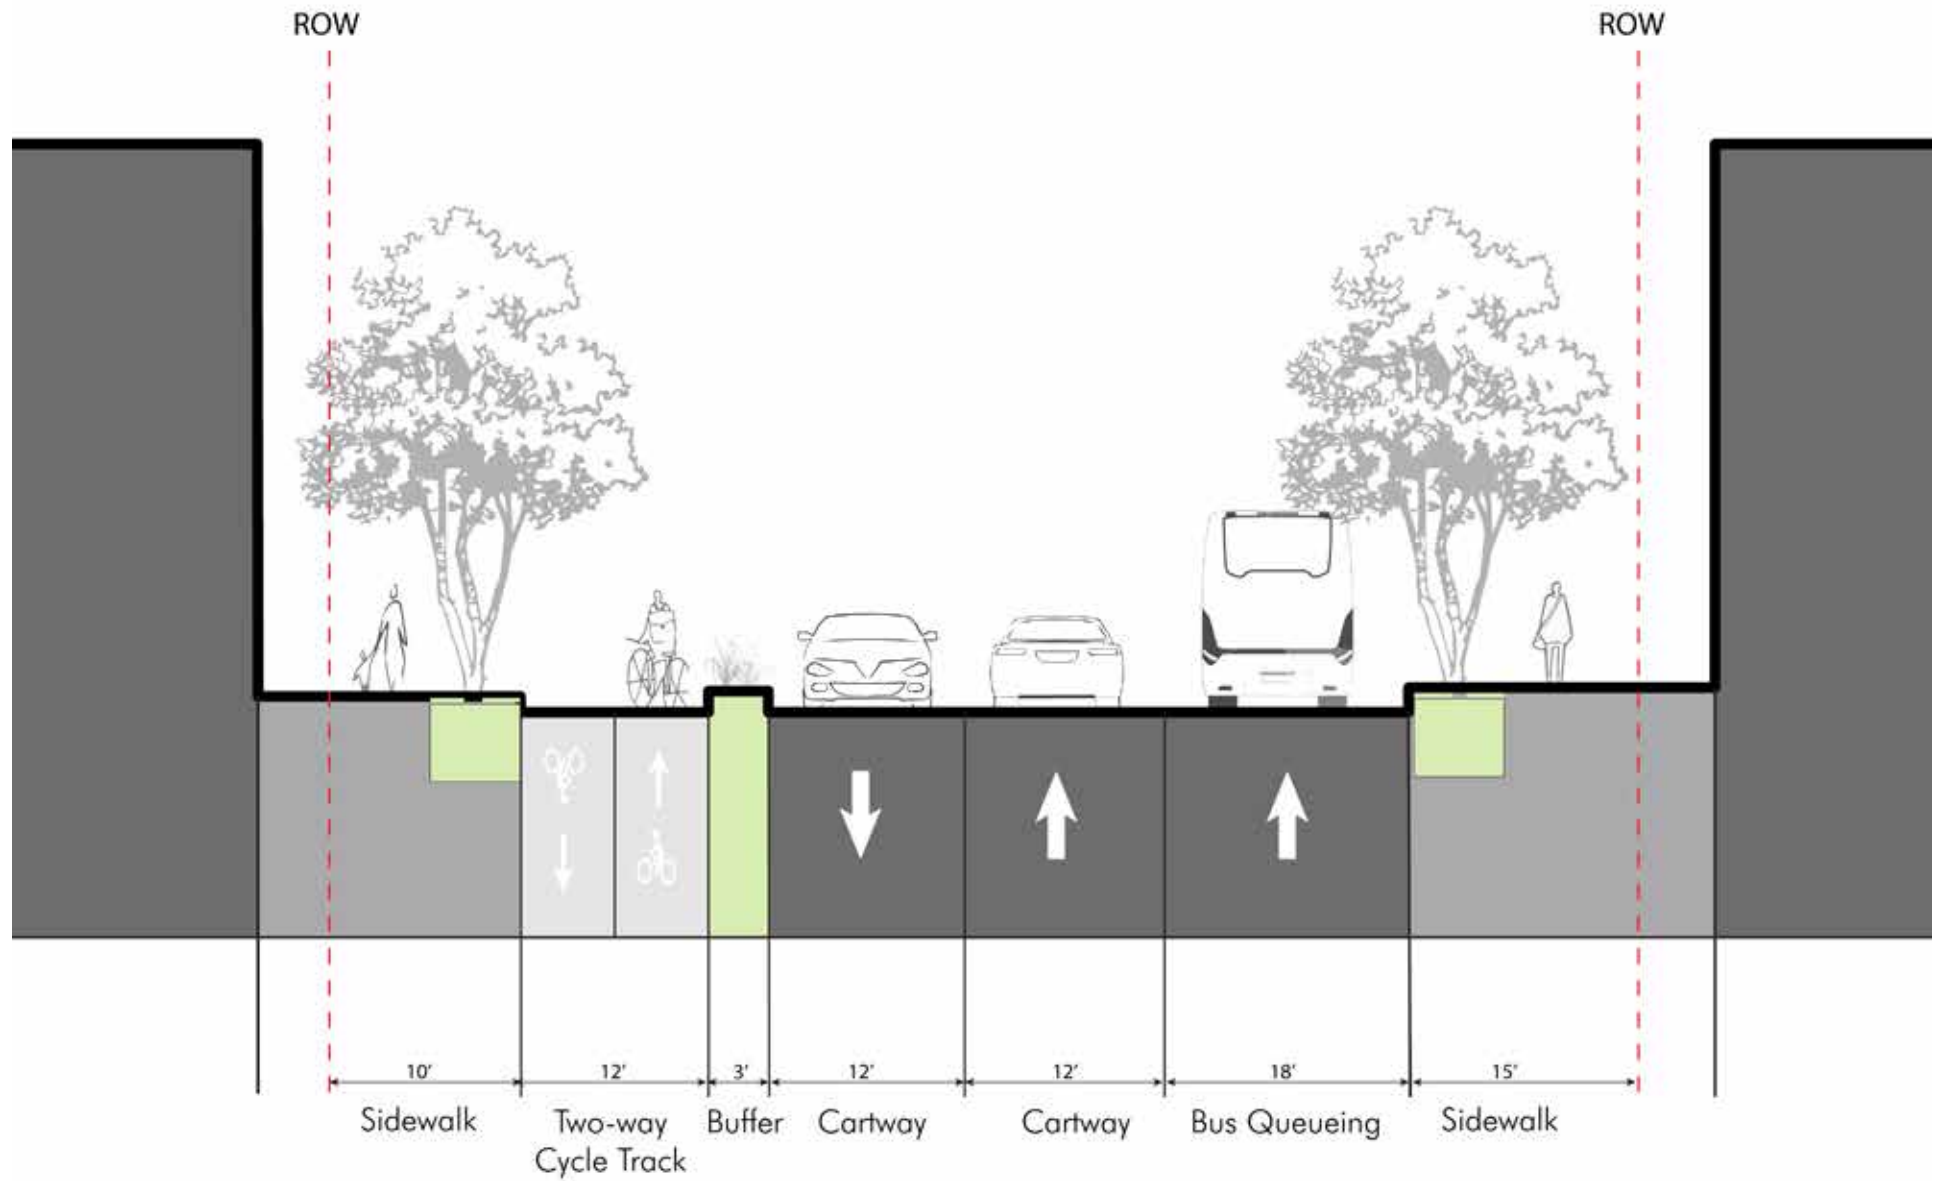 ROW
ROW
10'
12'
3'
12'
12'
18'
15'
Sidewalk
Two-way
Cycle Track
Buffer
Cartway
Cartway
Bus Queueing
Sidewalk